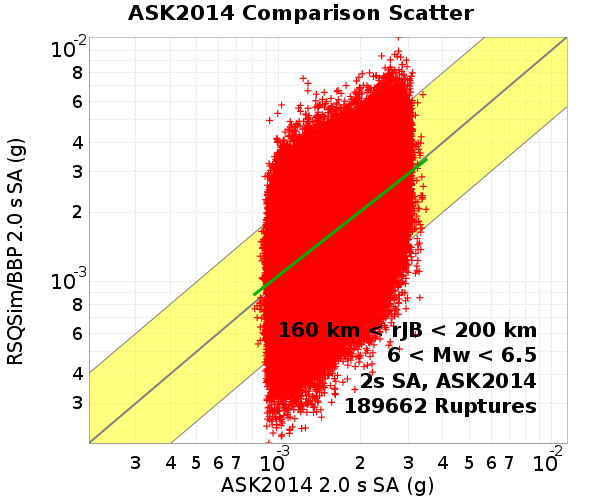 ASK2014 Comparison Scatter
RSQSim/BBP 2.0 s SA (g)
10-2
8
6
4
3
2
10-3
8
6
4
3
160 km < rJB < 200 km
6 < Mw < 6.5
2s SA, ASK2014
189662 Ruptures
3 4 5 6 7 10-3 2 3 4 5 6 7 10-2
ASK2014 2.0 s SA (g)